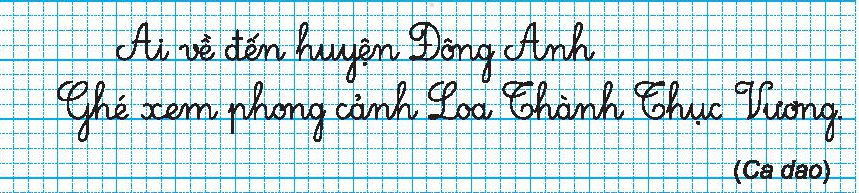 Ai về đến huyện Đông Anh
Ghé xem phong cảnh Loa Thành Thục Vương.
(Ca dao)